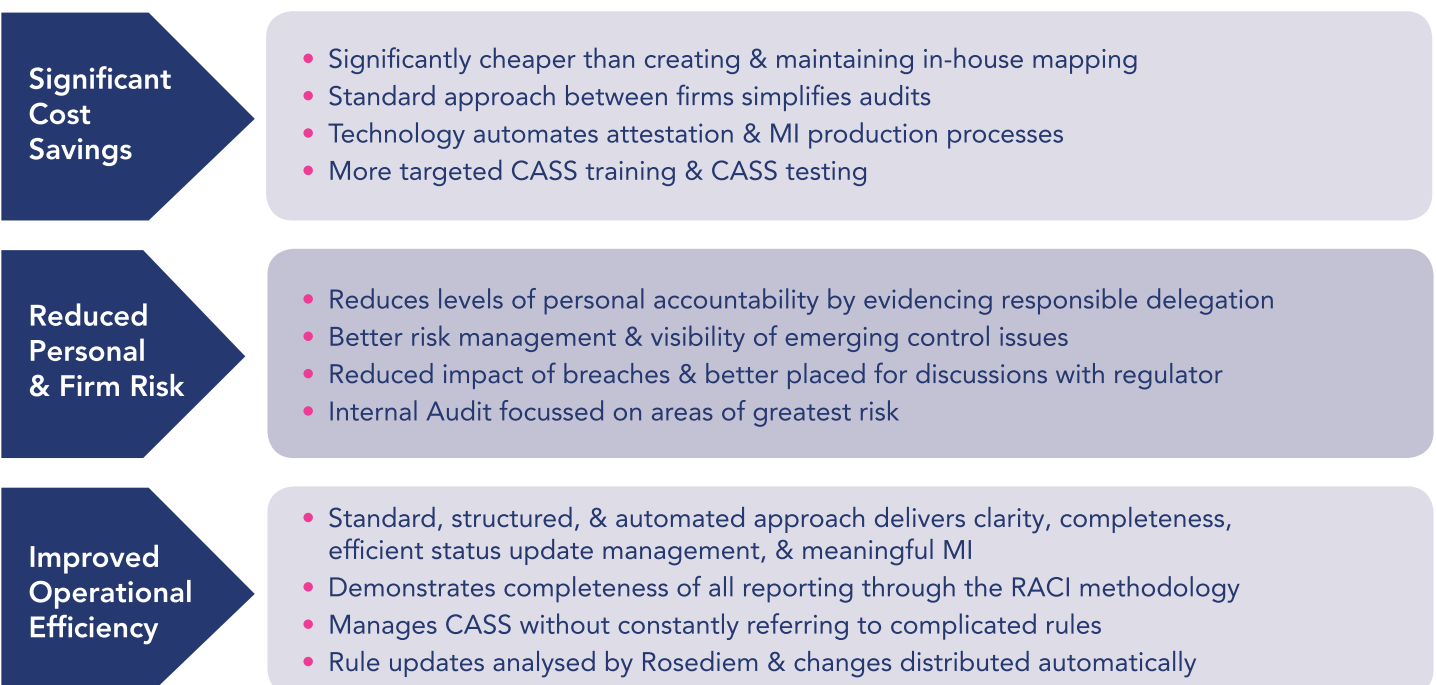 Significant
Cost
Savings
• Significantly cheaper than creating & maintaining in-house mapping
• Standard approach between firms simplifies audits
• Technology automates attestation & MI production processes
• More targeted CASS training & CASS testing
Reduced
Personal
& Firm Risk
• Reduces levels of personal accountability by evidencing responsible delegation
• Better risk management & visibility of emerging control issues
• Reduced impact of breaches & better placed for discussions with regulator
• Internal Audit focussed on areas of greatest risk
Improved
Operational
Efficiency
• Standard, structured, & automated approach delivers clarity, completeness,
efficient status update management, & meaningful MI
• Demonstrates completeness of all reporting through the RACI methodology
• Manages CASS without constantly referring to complicated rules
• Rule updates analysed by Rosediem & changes distributed automatically